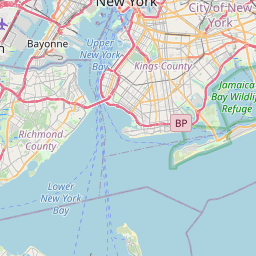 New York
City of New
York
Bayonne
Upper
New York
Bay
Kings County
Jamaica
Bay Wildlife
Refuge
BP
Richmond
County
Lower
New York
Bay